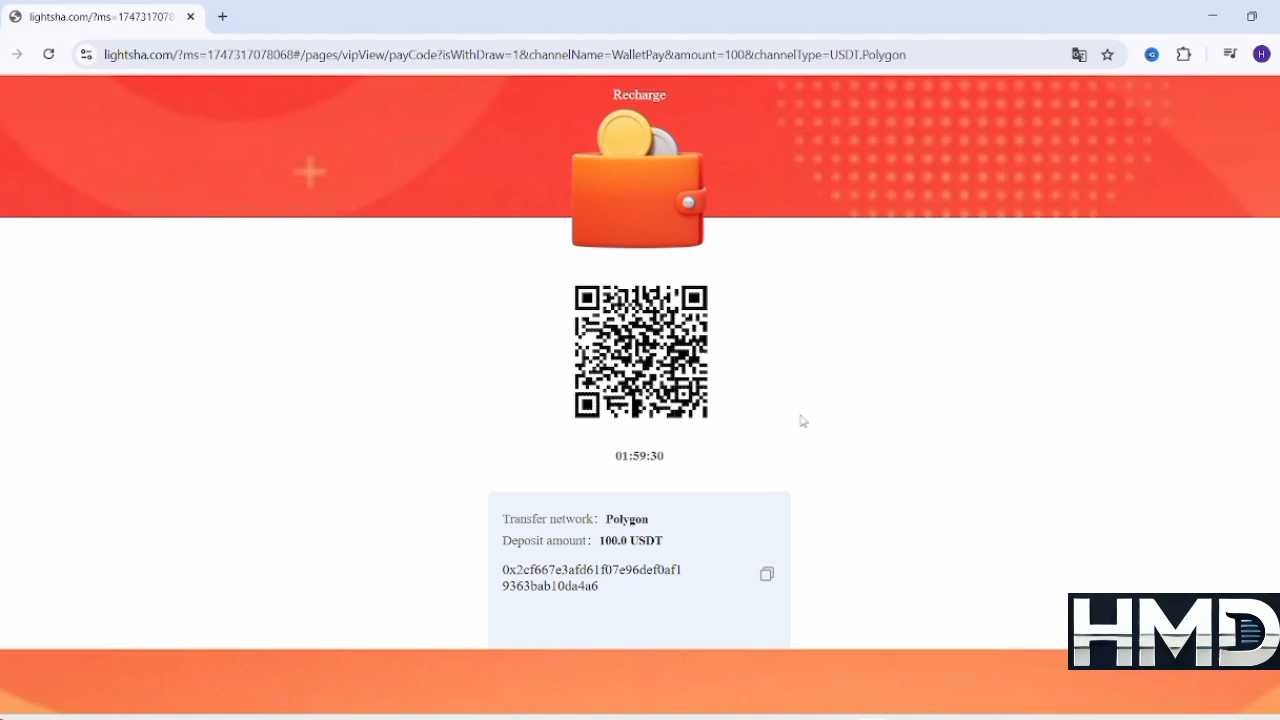 lightsha.com/?ms=1747317078
lightsha.com/?ms=1747317078068#/pages/vipView/payCode?isWithDraw=1&channelName=WalletPay&amount=100&channelType=USDT.Polygon
H
Recharge
01:59:30
Transfer network: Polygon
Deposit amount: 100.0 USDT
0x2cf667e3afd61f07e96def0af1
9363bab10da4a6
HMD